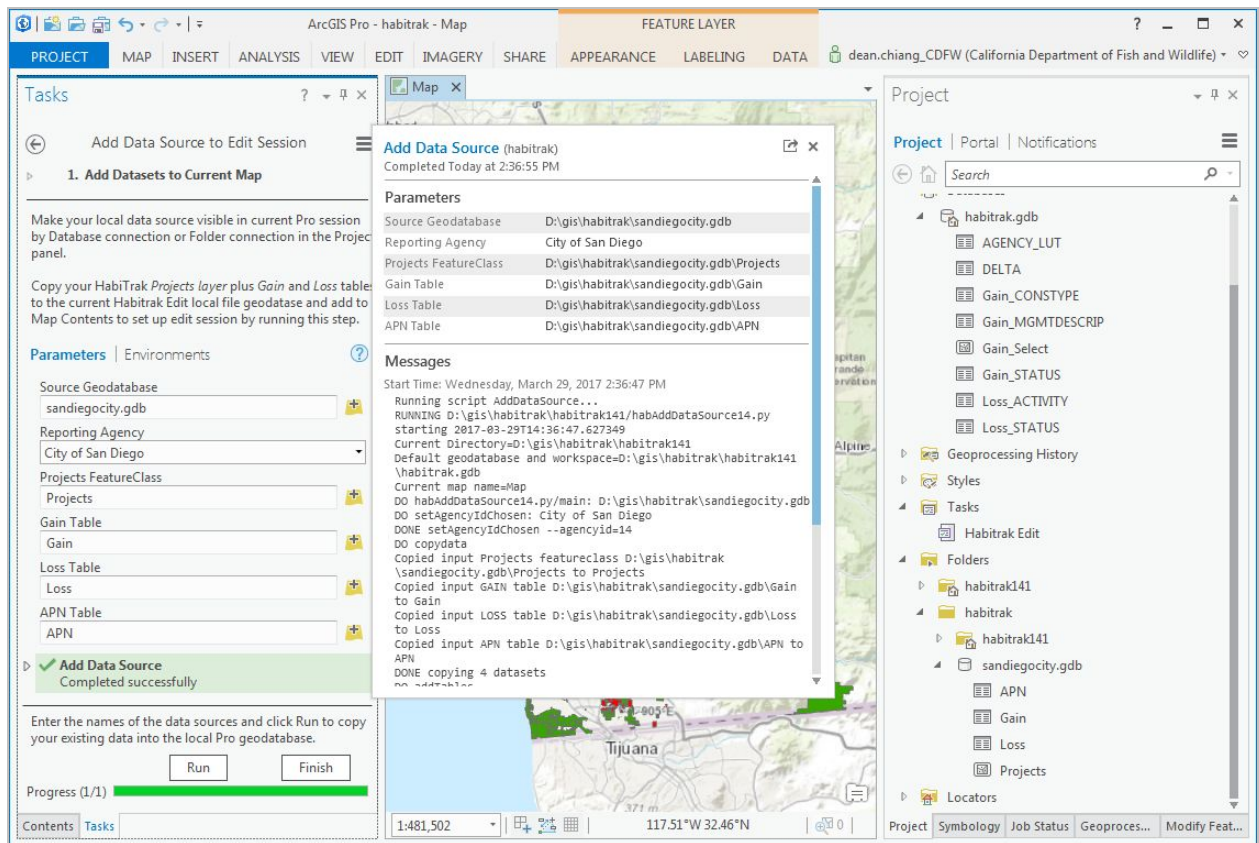 ArcGIS Pro - habitrak - Map
FEATURE LAYER
PROJECT MAP INSERT ANALYSIS VIEW EDIT IMAGERY SHARE APPEARANCE LABELING DATA dean.chiang_CDFW (California Department of Fish and Wildlife)
Tasks
Add Data Source to Edit Session
1. Add Datasets to Current Map
Make your local data source visible in current Pro session
by Database connection or Folder connection in the Projec
panel.
Copy your HabiTrak Projects layer plus Gain and Loss tables
to the current Habitrak Edit local file geodatase and add to
Map Contents to set up edit session by running this step.
Parameters | Environments
Source Geodatabase
sandiegocity.gdb
Reporting Agency
City of San Diego
Projects FeatureClass
Projects
Gain Table
Gain
Loss Table
Loss
APN Table
APN
Add Data Source
Completed successfully
Enter the names of the data sources and click Run to copy
your existing data into the local Pro geodatabase.
Run Finish
Progress (1/1)
Contents Tasks
Map
Add Data Source (habitrak)
Completed Today at 2:36:55 PM
Parameters
Source Geodatabase D:\gis\habitrak\sandiegocity.gdb
Reporting Agency City of San Diego
Projects FeatureClass D:\gis\habitrak\sandiegocity.gdb\Projects
Gain Table D:\gis\habitrak\sandiegocity.gdb\Gain
Loss Table D:\gis\habitrak\sandiegocity.gdb\Loss
APN Table D:\gis\habitrak\sandiegocity.gdb\APN
Messages
Start Time: Wednesday, March 29, 2017 2:36:47 PM
Running script AddDataSource...
RUNNING D:\gis\habitrak\habitrak141/habAddDataSource14.py
starting 2017-03-29T14:36:47.627349
Current Directory=D:\gis\habitrak\habitrak141
Default geodatabase and workspace=D:\gis\habitrak\habitrak141
\habitrak.gdb
Current map name=Map
DO habAddDataSource14.py/main: D:\gis\habitrak\sandiegocity.gdb
DO setAgencyIdChosen: City of San Diego
DONE setAgencyIdChosen --agencyid=14
DO copydata
Copied input Projects featureclass D:\gis\habitrak
\sandiegocity.gdb\Projects to Projects
Copied input GAIN table D:\gis\habitrak\sandiegocity.gdb\Gain
to Gain
Copied input LOSS table D:\gis\habitrak\sandiegocity.gdb\Loss
to Loss
Copied input APN table D:\gis\habitrak\sandiegocity.gdb\APN to
APN
DONE copying 4 datasets
DO addTables
Alpine
905
Tijuana
371 m
1:481,502
117.51°W 32.46°N
0
Project
Project | Portal | Notifications
Search
habitrak.gdb
AGENCY_LUT
DELTA
Gain_CONSTYPE
Gain_MGMTDESCRIP
Gain_Select
Gain_STATUS
Loss_ACTIVITY
Loss_STATUS
Geoprocessing History
Styles
Tasks
Habitrak Edit
Folders
habitrak141
habitrak
habitrak141
sandiegocity.gdb
APN
Gain
Loss
Projects
Locators
Project Symbology Job Status Geoproces... Modify Feat...